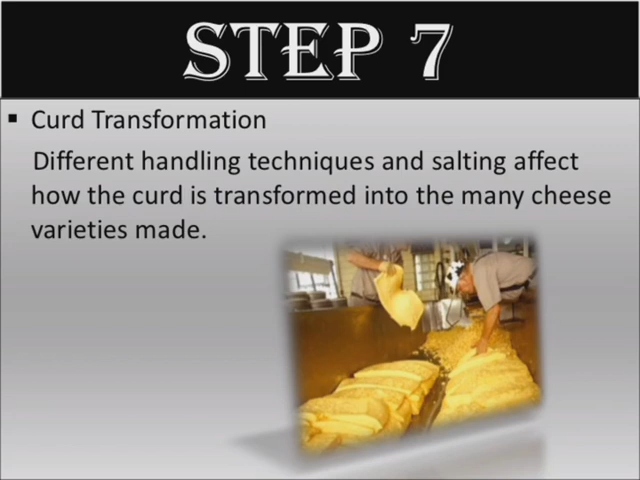 STEP 7
▪ Curd Transformation
Different handling techniques and salting affect
how the curd is transformed into the many cheese
varieties made.